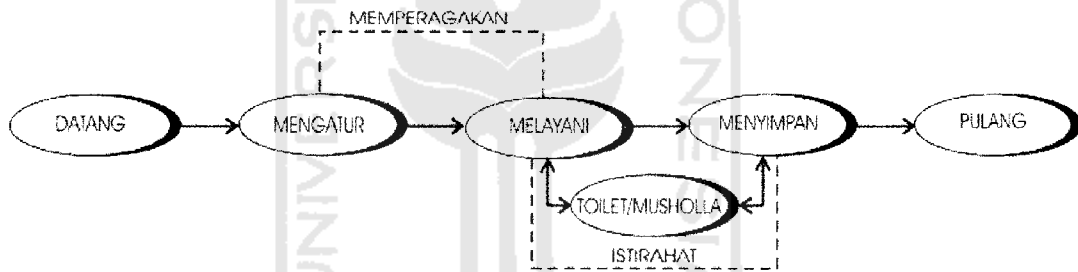 MEMPERAGAKAN
DATANG
MENGATUR
MELAYANI
MENYIMPAN
PULANG
TOILET/MUSHOLLA
ISTIRAHAT